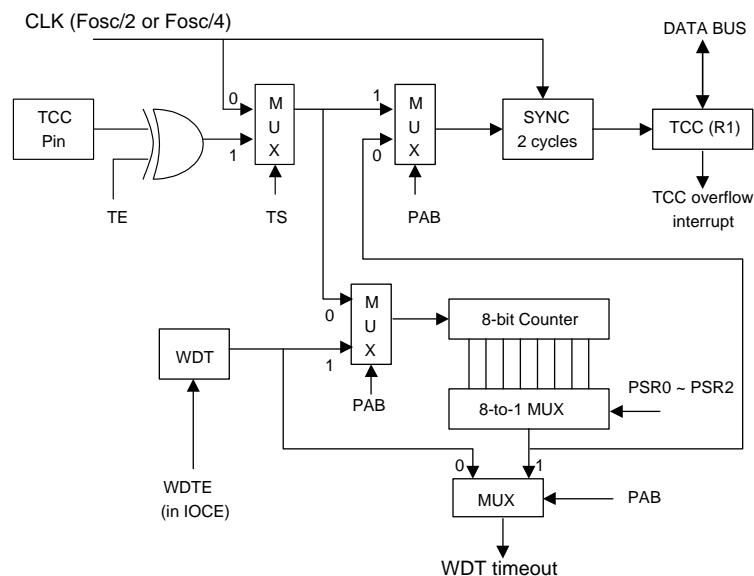 CLK (Fosc/2 or Fosc/4)
DATA BUS
TCC
Pin
0
1
M
U
X
1
0
M
U
X
SYNC
2 cycles
TCC (R1)
TE
TS
PAB
TCC overflow
interrupt
0
1
M
U
X
8-bit Counter
WDT
PAB
8-to-1 MUX
PSR0 ~ PSR2
0
1
WDTE
(in IOCE)
MUX
PAB
WDT timeout